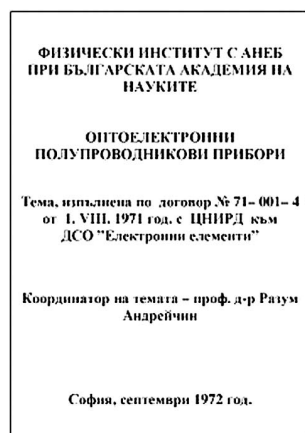 ФИЗИЧЕСКИ ИНСТИТУТ С АНЕБ
ПРИ БЪЛГАРСКАТА АКАДЕМИЯ НА
НАУКИТЕ
ОПТОЕЛЕКТРОННИ
ПОЛУПРОВОДНИКОВИ ПРИБОРИ
Тема, изпълнена по договор № 71– 001– 4
от 1. VIII. 1971 год. с ЦНИРД към
ДСО "Електронни елементи"
Координатор на темата – проф. д-р Разум
Андрейчин
София, септември 1972 год.